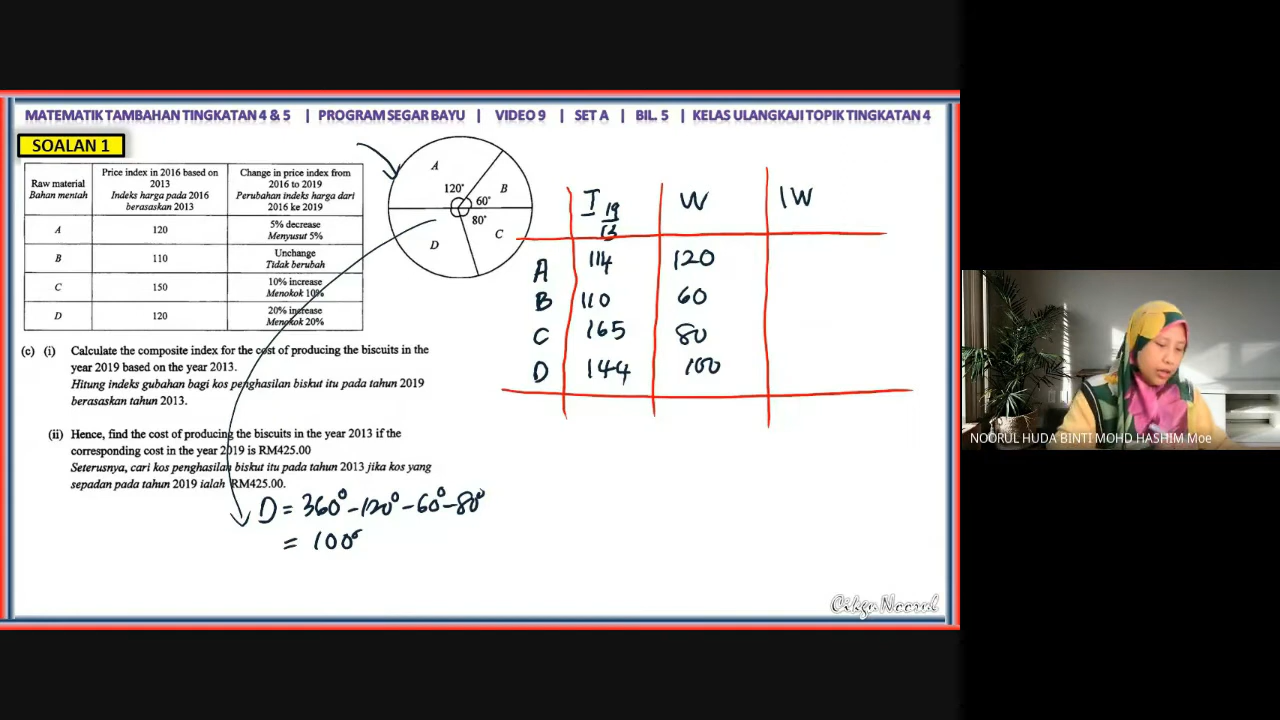 MATEMATIK TAMBAHAN TINGKATAN 4 & 5 | PROGRAM SEGAR BAYU | VIDEO 9 | SET A | BIL. 5 | KELAS ULANGKAJI TOPIK TINGKATAN 4
SOALAN 1
Raw material
Bahan mentah
Price index in 2016 based on 2013
Indeks harga pada 2016 berasaskan 2013
Change in price index from 2016 to 2019
Perubahan indeks harga dari 2016 ke 2019
A 120 5% decrease
Menyusut 5%
B 110 Unchange
Tidak berubah
C 150 10% increase
Menokok 10%
D 120 20% increase
Menokok 20%
A
120°
B
60°
80°
C
D
I 19/13 W IW
A 114 120
B 110 60
C 165 80
D 144 100
(c) (i) Calculate the composite index for the cost of producing the biscuits in the
year 2019 based on the year 2013.
Hitung indeks gubahan bagi kos penghasilan biskut itu pada tahun 2019
berasaskan tahun 2013.
(ii) Hence, find the cost of producing the biscuits in the year 2013 if the
corresponding cost in the year 2019 is RM425.00
Seterusnya, cari kos penghasilan biskut itu pada tahun 2013 jika kos yang
sepadan pada tahun 2019 ialah RM425.00.
D = 360° - 120° - 60° - 80°
= 100°
Cikgu Noorul
NOORUL HUDA BINTI MOHD HASHIM Moe